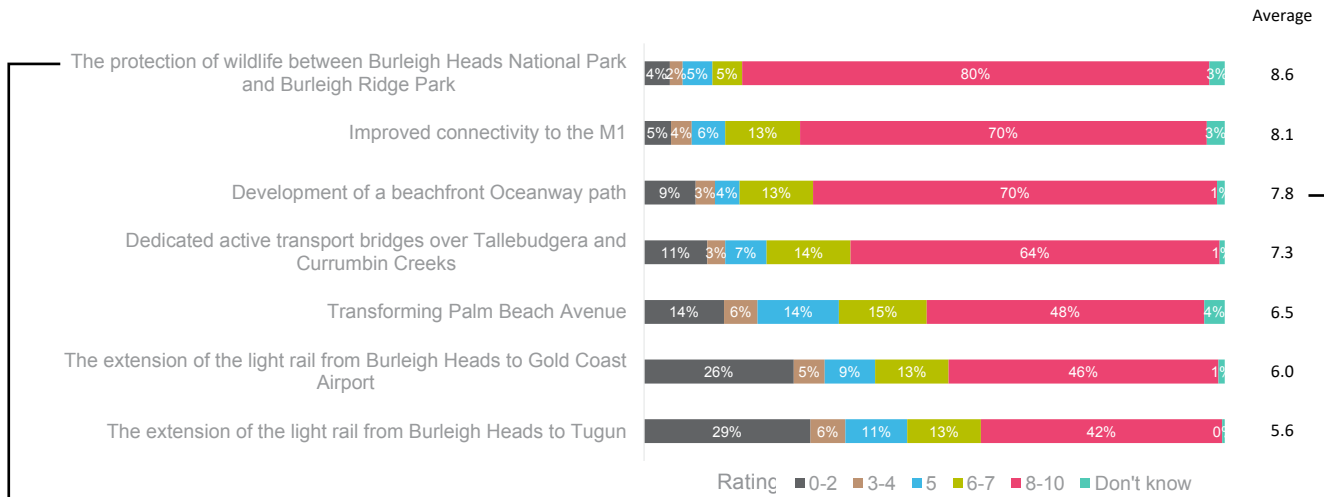 Average
The protection of wildlife between Burleigh Heads National Park
and Burleigh Ridge Park
4% 2% 5% 5% 80% 3% 8.6
Improved connectivity to the M1 5% 4% 6% 13% 70% 3% 8.1
Development of a beachfront Oceanway path 9% 3% 4% 13% 70% 1% 7.8
Dedicated active transport bridges over Tallebudgera and
Currumbin Creeks
11% 3% 7% 14% 64% 1% 7.3
Transforming Palm Beach Avenue 14% 6% 14% 15% 48% 4% 6.5
The extension of the light rail from Burleigh Heads to Gold Coast
Airport
26% 5% 9% 13% 46% 1% 6.0
The extension of the light rail from Burleigh Heads to Tugun 29% 6% 11% 13% 42% 0% 5.6
Rating 0-2 3-4 5 6-7 8-10 Don't know